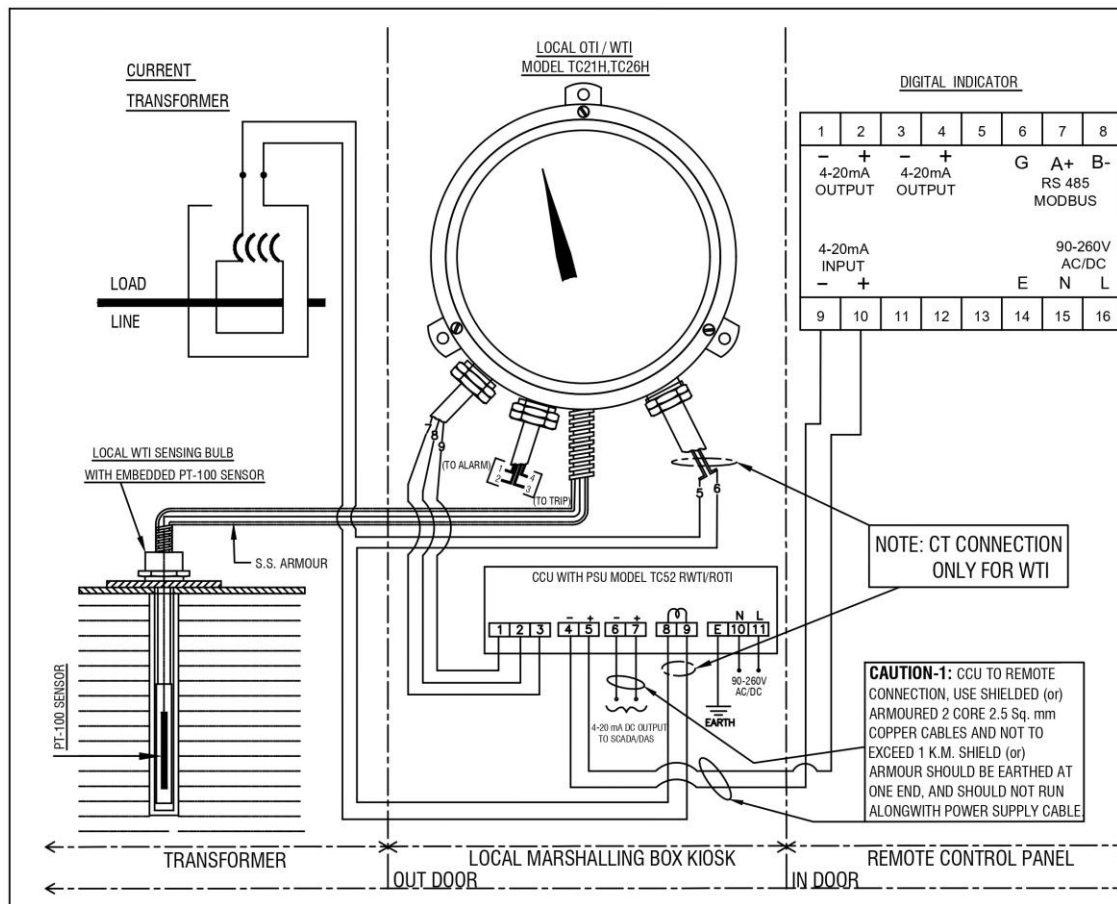 CURRENT
TRANSFORMER
LOCAL OTI / WTI
MODEL TC21H,TC26H
DIGITAL INDICATOR
1 2 3 4 5 6 7 8
− + − + G A+ B-
4-20mA 4-20mA RS 485
OUTPUT OUTPUT MODBUS
4-20mA 90-260V
INPUT AC/DC
− + E N L
9 10 11 12 13 14 15 16
LOAD
LINE
LOCAL WTI SENSING BULB
WITH EMBEDDED PT-100 SENSOR
S.S. ARMOUR
PT-100 SENSOR
7
8
9
(TO ALARM)
1 4
2 3
(TO TRIP)
5 6
NOTE: CT CONNECTION
ONLY FOR WTI
CCU WITH PSU MODEL TC52 RWTI/ROTI
− + − + N L
1 2 3 4 5 6 7 8 9 E 10 11
90-260V
AC/DC
EARTH
4-20 mA DC OUTPUT
TO SCADA/DAS
CAUTION-1: CCU TO REMOTE
CONNECTION, USE SHIELDED (or)
ARMOURED 2 CORE 2.5 Sq. mm
COPPER CABLES AND NOT TO
EXCEED 1 K.M. SHIELD (or)
ARMOUR SHOULD BE EARTHED AT
ONE END, AND SHOULD NOT RUN
ALONGWITH POWER SUPPLY CABLE.
TRANSFORMER
LOCAL MARSHALLING BOX KIOSK
REMOTE CONTROL PANEL
OUT DOOR
IN DOOR